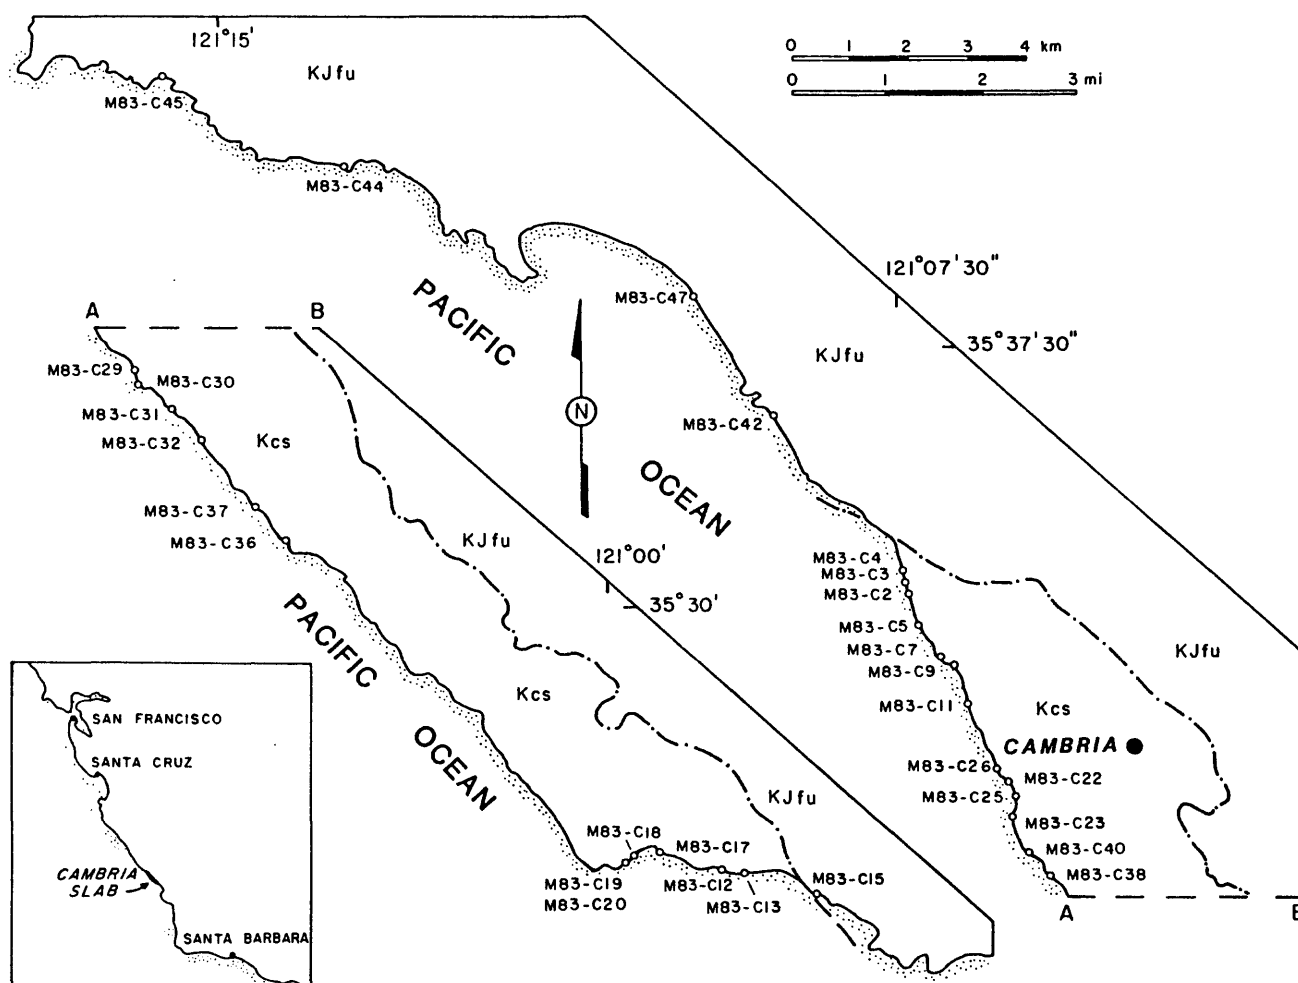 121°15'
KJfu
0 1 2 3 4 km
0 1 2 3 mi
M83-C45
M83-C44
121°07'30"
M83-C47
35°37'30"
PACIFIC
A B
KJfu
M83-C29
M83-C30
M83-C31
M83-C32
Kcs
N
M83-C42
OCEAN
M83-C37
M83-C36
KJfu
121°00'
35°30'
M83-C4
M83-C3
M83-C2
M83-C5
M83-C7
M83-C9
M83-C11
KJfu
PACIFIC
OCEAN
Kcs
Kcs
CAMBRIA
M83-C26
M83-C22
M83-C25
M83-C23
M83-C40
M83-C38
A B
KJfu
M83-C18
M83-C17
M83-C19
M83-C20
M83-C12
M83-C13
M83-C15
SAN FRANCISCO
SANTA CRUZ
CAMBRIA
SLAB
SANTA BARBARA